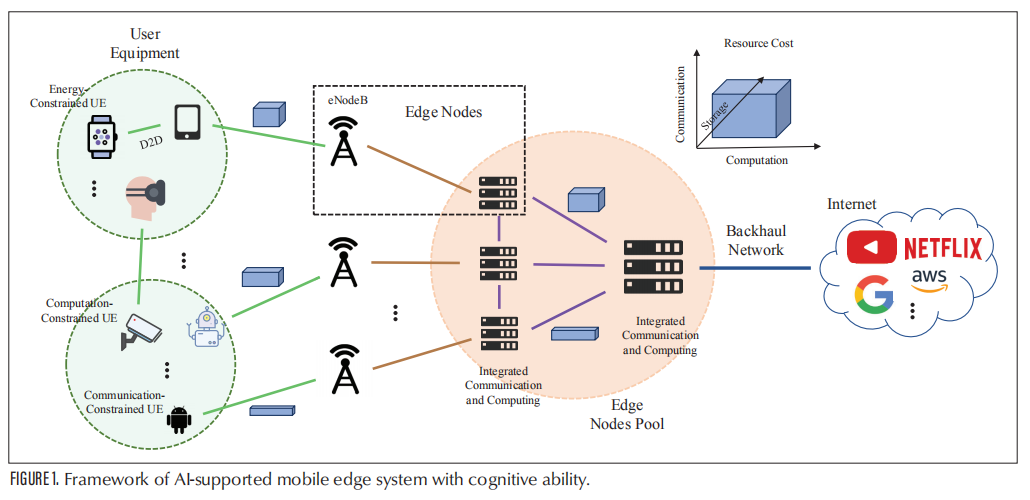 User
Equipment
Energy-
Constrained UE
D2D
Computation-
Constrained UE
Communication-
Constrained UE
eNodeB
Edge Nodes
Integrated
Communication
and Computing
Integrated
Communication
and Computing
Edge
Nodes Pool
Resource Cost
Communication
Storage
Computation
Backhaul
Network
Internet
NETFLIX
G
aws
FIGURE 1. Framework of AI-supported mobile edge system with cognitive ability.